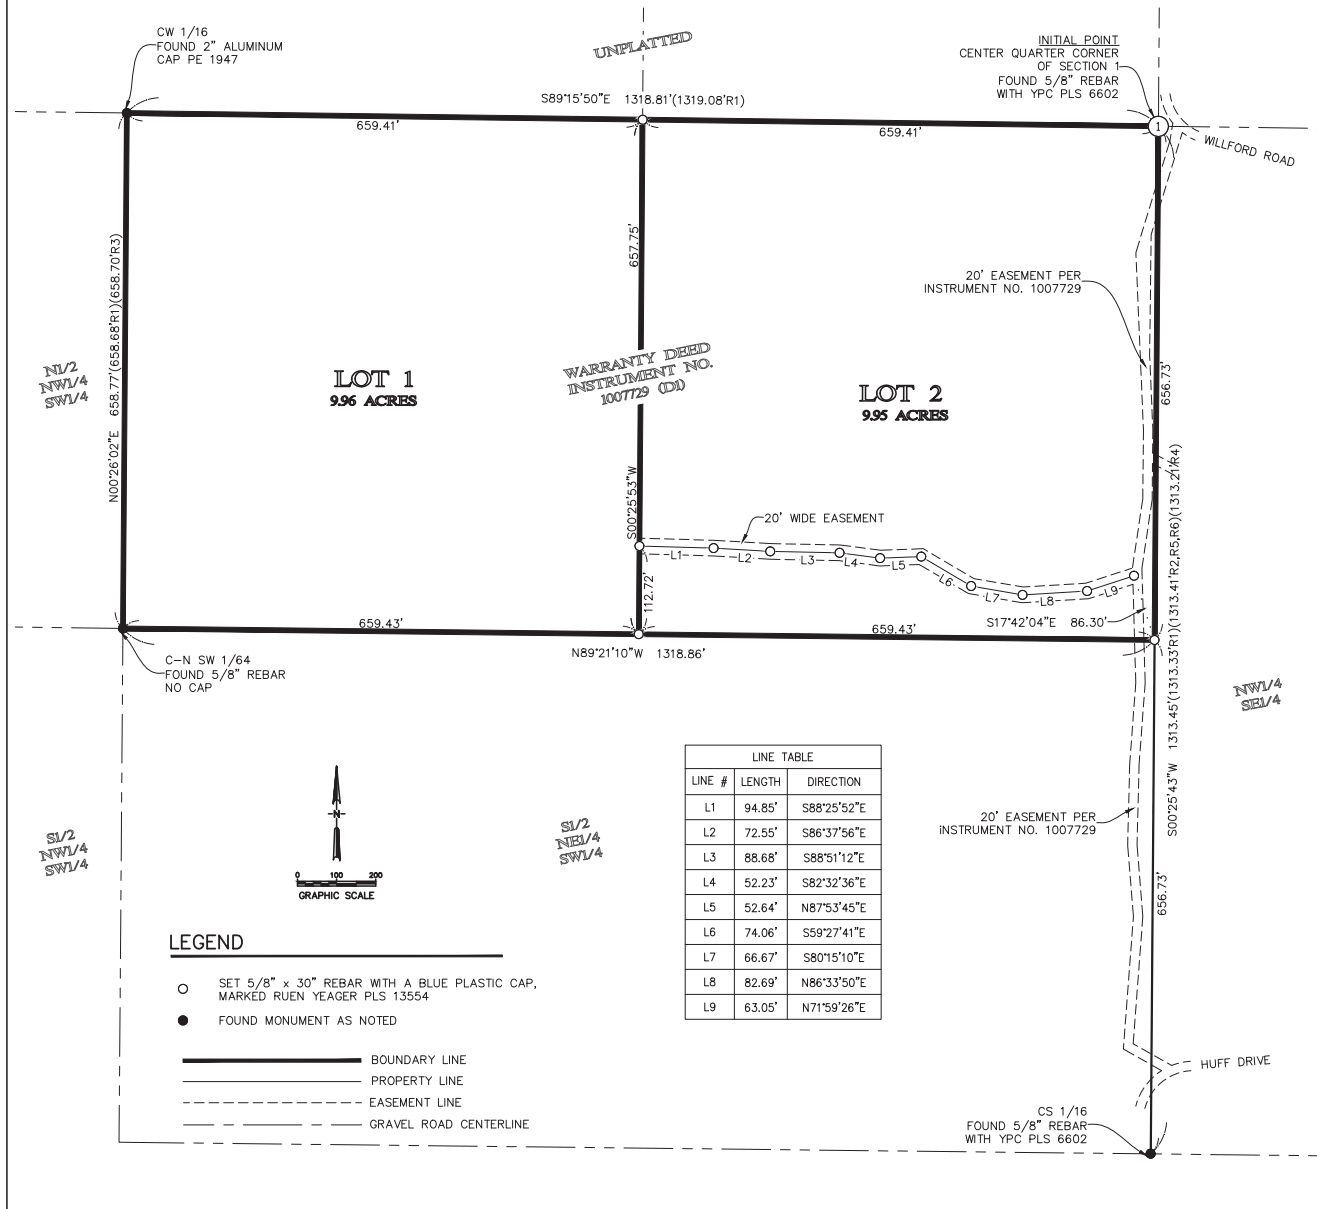 CW 1/16
FOUND 2" ALUMINUM
CAP PE 1947
UNPLATTED
INITIAL POINT
CENTER QUARTER CORNER
OF SECTION 1
FOUND 5/8" REBAR
WITH YPC PLS 6602
S89°15'50"E 1318.81'(1319.08'R1)
659.41'
659.41'
1
WILLFORD ROAD
657.75'
20' EASEMENT PER
INSTRUMENT NO. 1007729
N00°26'02"E 658.77'(658.68'R1)(658.70'R3)
N1/2
NW1/4
SW1/4
LOT 1
9.96 ACRES
WARRANTY DEED
INSTRUMENT NO.
1007729 (D1)
LOT 2
9.95 ACRES
656.73'
S00°25'53"W
20' WIDE EASEMENT
L1
L2
L3
L4
L5
L6
L7
L8
L9
112.72'
S17°42'04"E 86.30'
S00°25'43"W 1313.45'(1313.33'R1)(1313.41'R2,R5,R6)(1313.21'R4)
659.43'
659.43'
N89°21'10"W 1318.86'
C-N SW 1/64
FOUND 5/8" REBAR
NO CAP
NW1/4
SE1/4
LINE TABLE
LINE # LENGTH DIRECTION
L1 94.85' S88°25'52"E
L2 72.55' S86°37'56"E
L3 88.68' S88°51'12"E
L4 52.23' S82°32'36"E
L5 52.64' N87°53'45"E
L6 74.06' S59°27'41"E
L7 66.67' S80°15'10"E
L8 82.69' N86°33'50"E
L9 63.05' N71°59'26"E
N
0 100 200
GRAPHIC SCALE
S1/2
NW1/4
SW1/4
S1/2
NE1/4
SW1/4
20' EASEMENT PER
INSTRUMENT NO. 1007729
656.73'
LEGEND
SET 5/8" x 30" REBAR WITH A BLUE PLASTIC CAP,
MARKED RUEN YEAGER PLS 13554
FOUND MONUMENT AS NOTED
BOUNDARY LINE
PROPERTY LINE
EASEMENT LINE
GRAVEL ROAD CENTERLINE
HUFF DRIVE
CS 1/16
FOUND 5/8" REBAR
WITH YPC PLS 6602